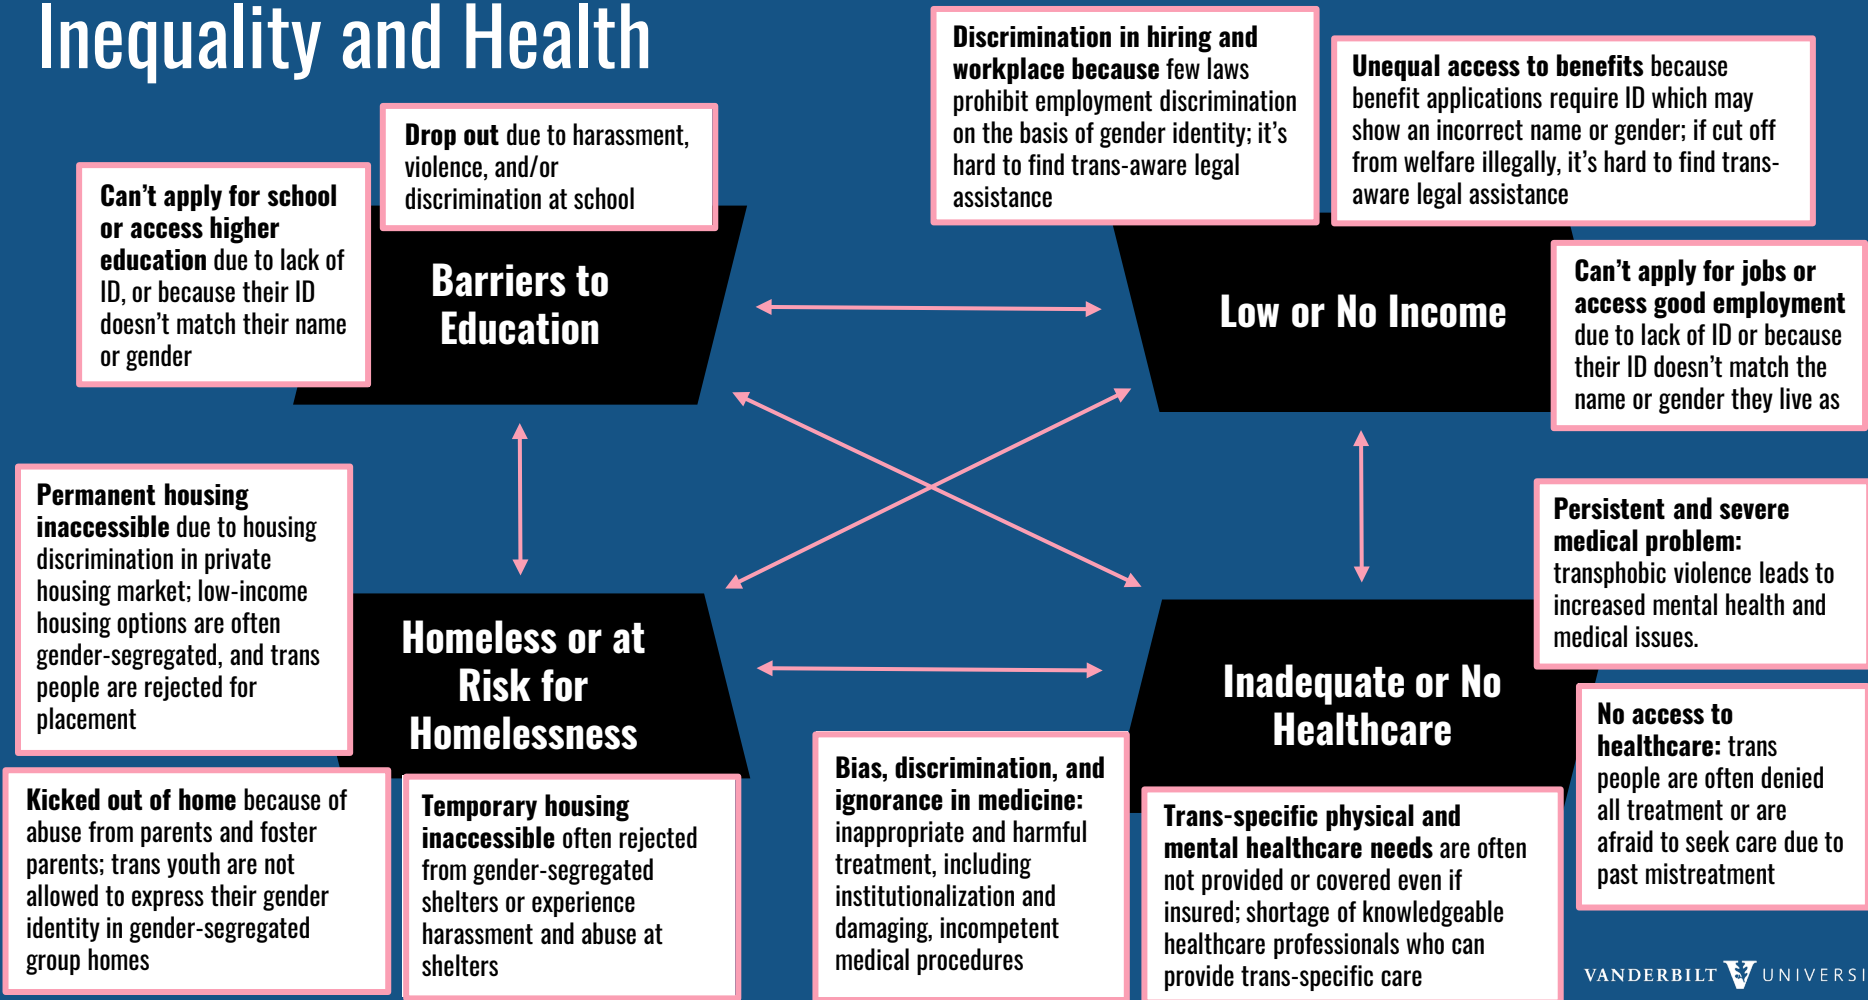 Inequality and Health
Drop out due to harassment,
violence, and/or
discrimination at school
Can't apply for school
or access higher
education due to lack of
ID, or because their ID
doesn't match their name
or gender
Barriers to
Education
Discrimination in hiring and
workplace because few laws
prohibit employment discrimination
on the basis of gender identity; it's
hard to find trans-aware legal
assistance
Unequal access to benefits because
benefit applications require ID which may
show an incorrect name or gender; if cut off
from welfare illegally, it's hard to find trans-
aware legal assistance
Low or No Income
Can't apply for jobs or
access good employment
due to lack of ID or because
their ID doesn't match the
name or gender they live as
Permanent housing
inaccessible due to housing
discrimination in private
housing market; low-income
housing options are often
gender-segregated, and trans
people are rejected for
placement
Homeless or at
Risk for
Homelessness
Kicked out of home because of
abuse from parents and foster
parents; trans youth are not
allowed to express their gender
identity in gender-segregated
group homes
Temporary housing
inaccessible often rejected
from gender-segregated
shelters or experience
harassment and abuse at
shelters
Persistent and severe
medical problem:
transphobic violence leads to
increased mental health and
medical issues.
Inadequate or No
Healthcare
No access to
healthcare: trans
people are often denied
all treatment or are
afraid to seek care due to
past mistreatment
Bias, discrimination, and
ignorance in medicine:
inappropriate and harmful
treatment, including
institutionalization and
damaging, incompetent
medical procedures
Trans-specific physical and
mental healthcare needs are often
not provided or covered even if
insured; shortage of knowledgeable
healthcare professionals who can
provide trans-specific care
VANDERBILT V UNIVERSI